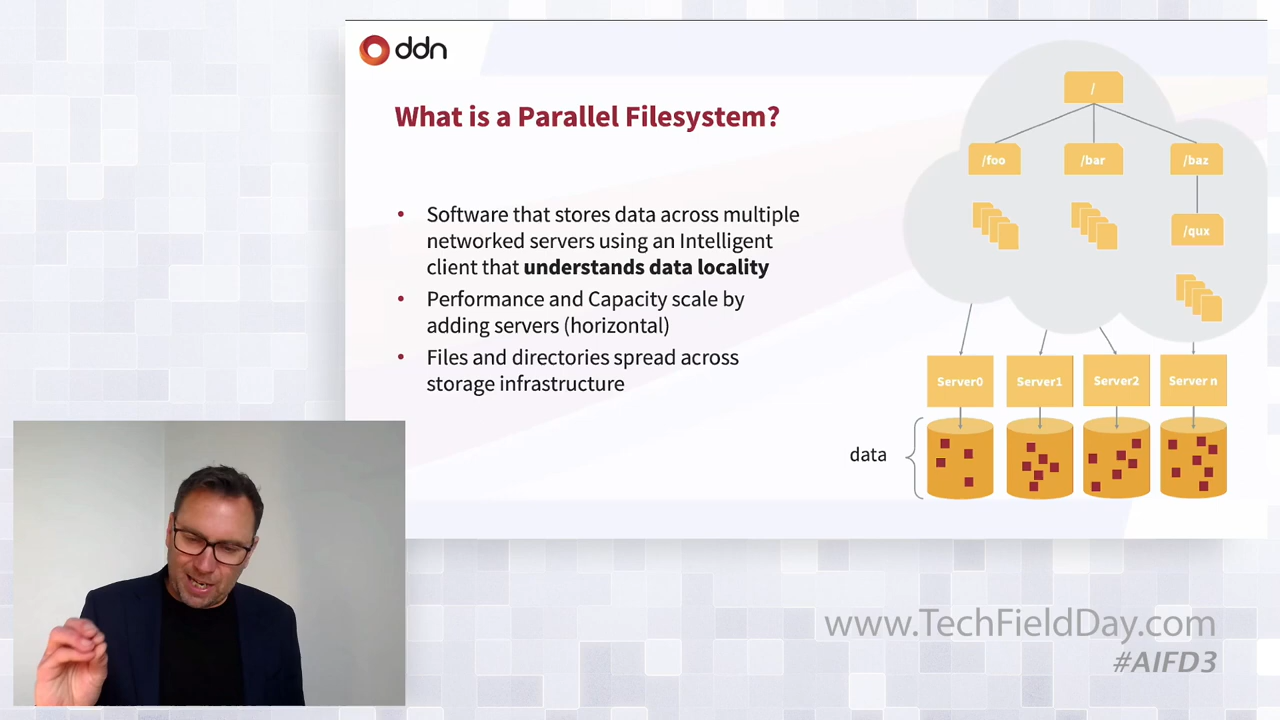 ddn
What is a Parallel Filesystem?
• Software that stores data across multiple
networked servers using an Intelligent
client that understands data locality
• Performance and Capacity scale by
adding servers (horizontal)
• Files and directories spread across
storage infrastructure
/
/foo
/bar
/baz
/qux
Server0
Server1
Server2
Server n
data
www.TechFieldDay.com
#AIFD3